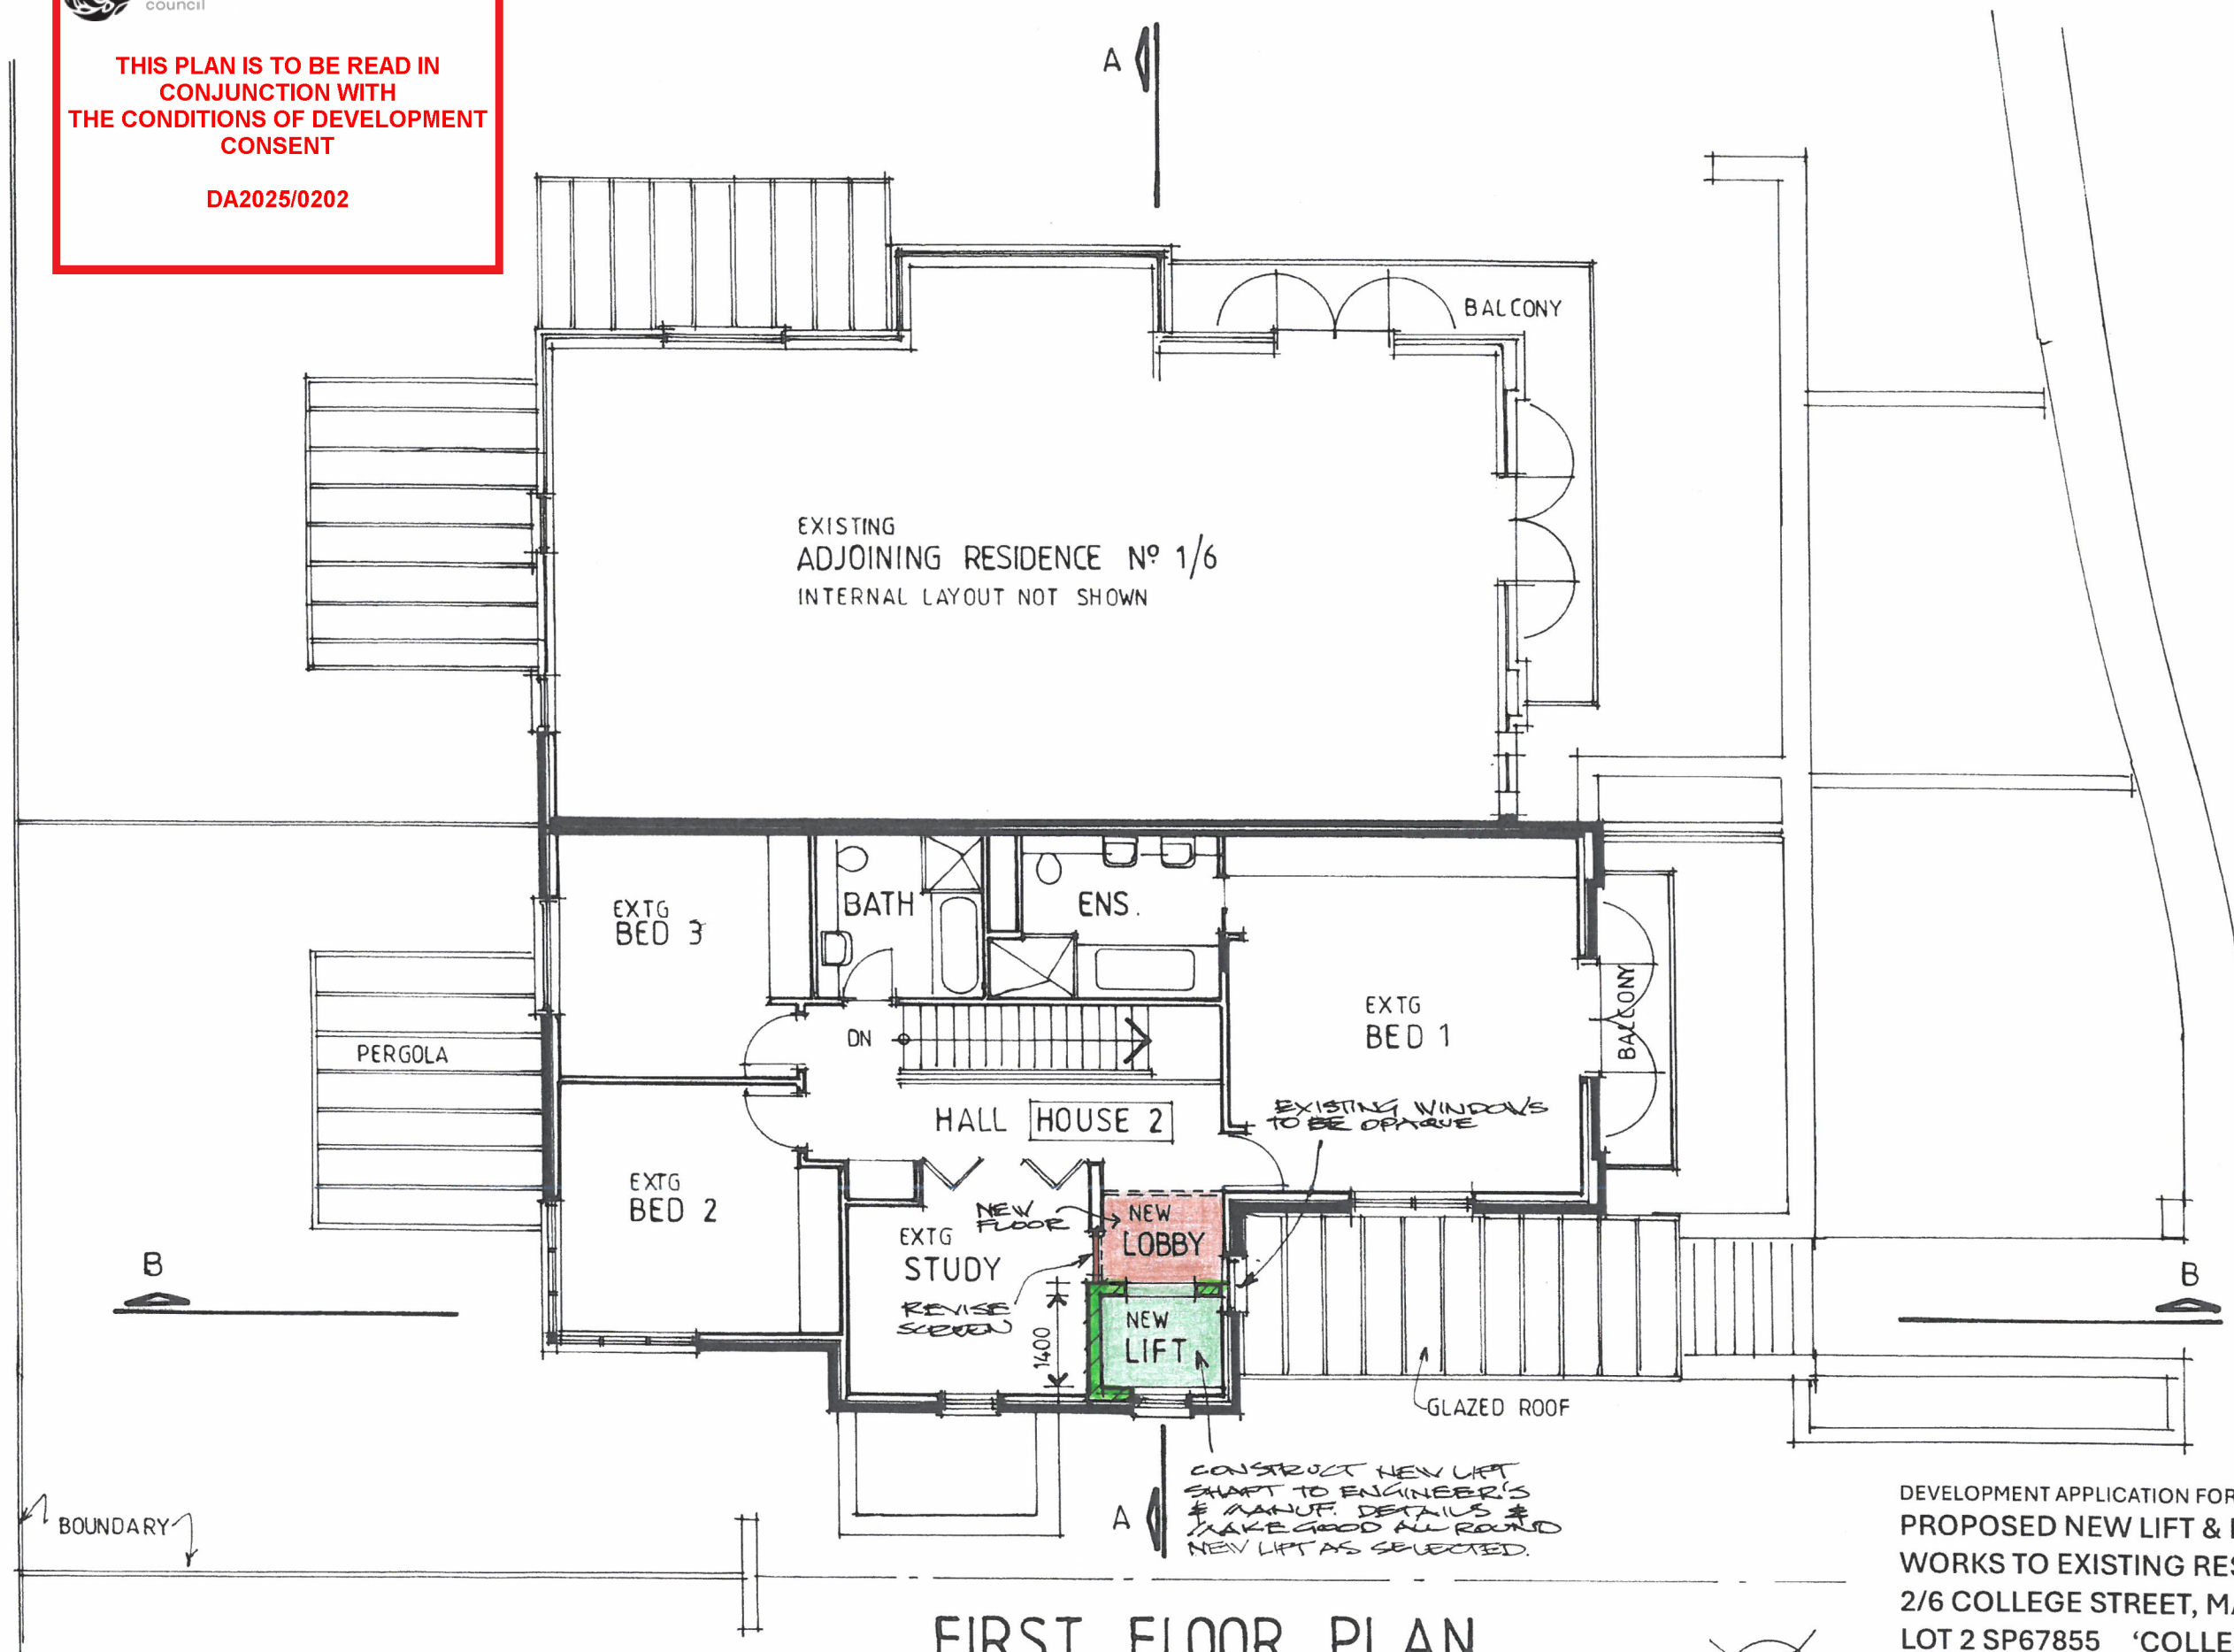 council
THIS PLAN IS TO BE READ IN
CONJUNCTION WITH
THE CONDITIONS OF DEVELOPMENT
CONSENT
DA2025/0202
A
BALCONY
EXISTING
ADJOINING RESIDENCE Nº 1/6
INTERNAL LAYOUT NOT SHOWN
EXTG
BED 3
BATH
ENS.
EXTG
BED 1
BALCONY
PERGOLA
DN
HALL HOUSE 2
EXISTING WINDOWS
TO BE OPAQUE
EXTG
BED 2
NEW
FLOOR
NEW
LOBBY
EXTG
STUDY
REVISE
SCREEN
1400
NEW
LIFT
B
B
GLAZED ROOF
CONSTRUCT NEW LIFT
SHAFT TO ENGINEER'S
& MANUF. DETAILS &
MAKE GOOD ALL ROUND
NEW LIFT AS SELECTED.
A
BOUNDARY
FIRST FLOOR PLAN
DEVELOPMENT APPLICATION FOR
PROPOSED NEW LIFT &
WORKS TO EXISTING
2/6 COLLEGE STREET,
LOT 2 SP67855